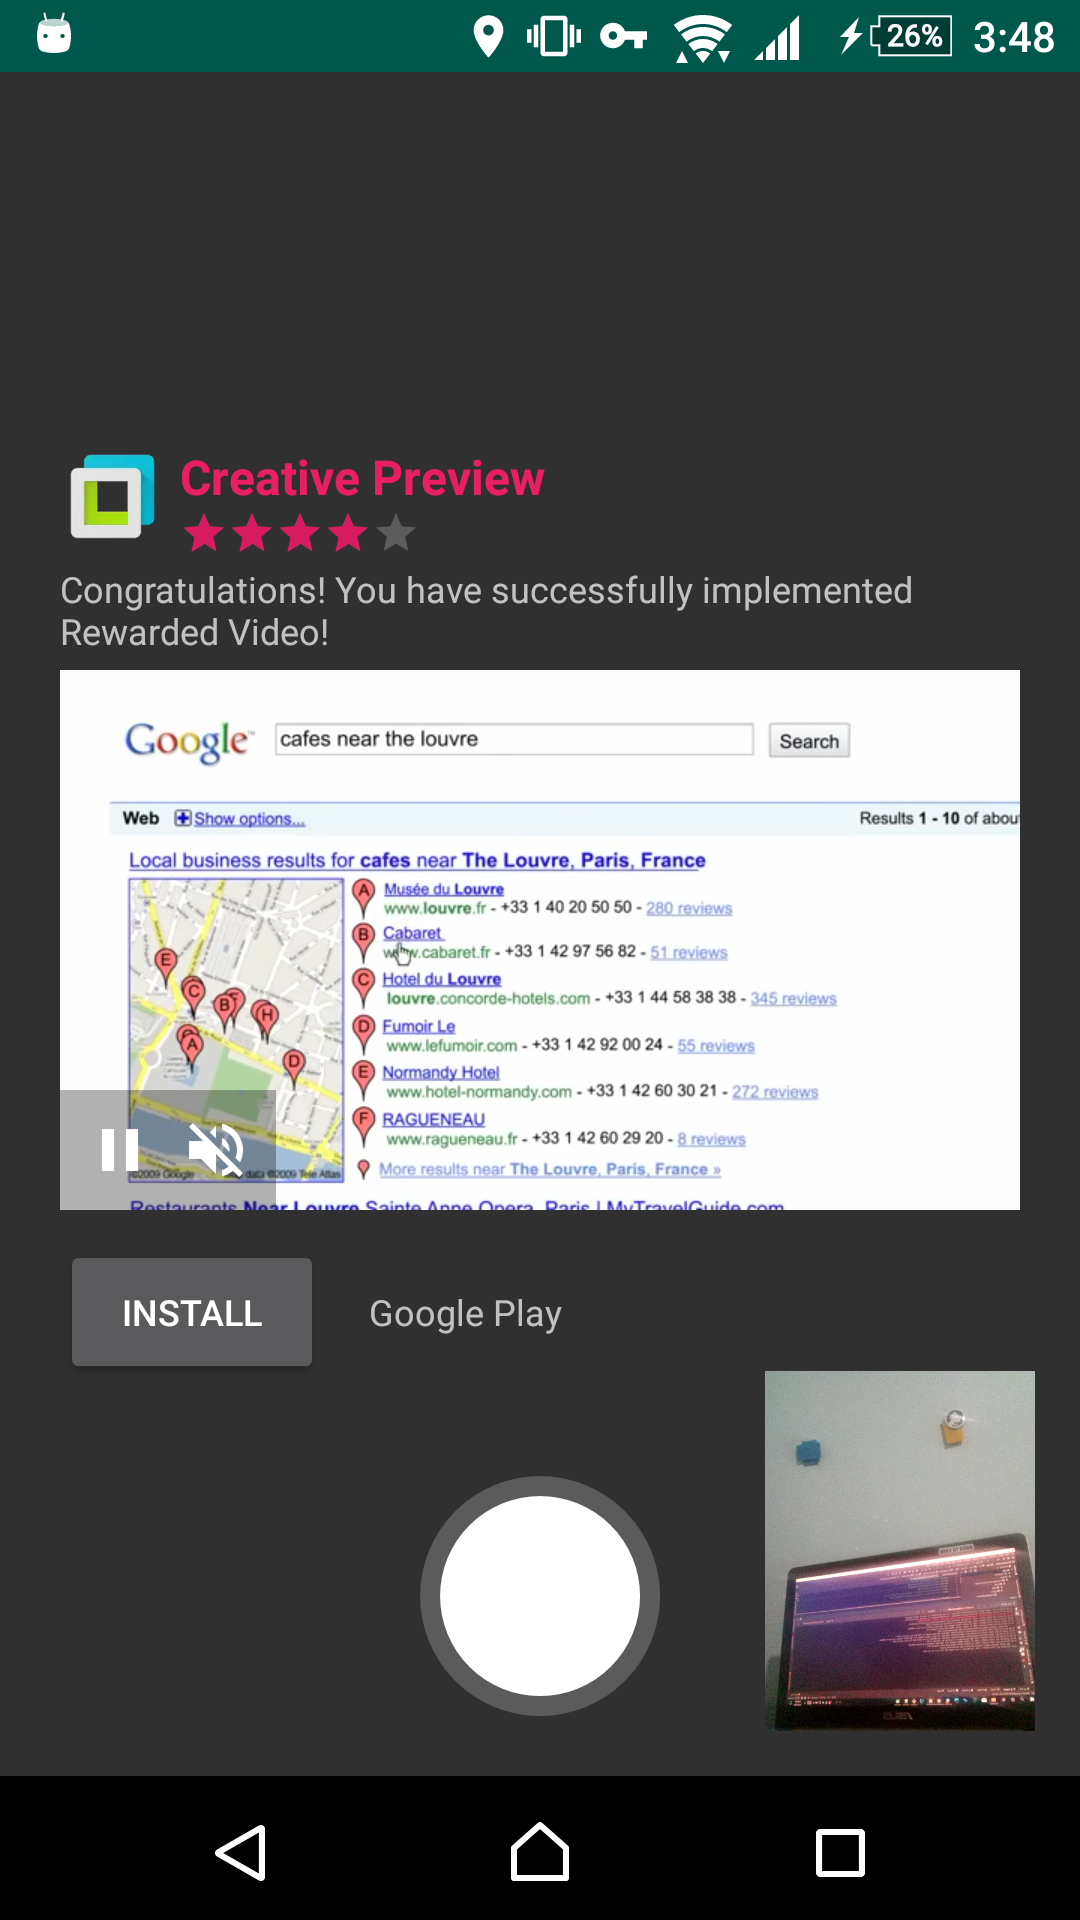 26% 3:48
Creative Preview
Congratulations! You have successfully implemented
Rewarded Video!
Google™ cafes near the louvre Search
Web Show options... Results 1 - 10 of abou
Local business results for cafes near The Louvre, Paris, France
A Musée du Louvre
www.louvre.fr - +33 1 40 20 50 50 - 280 reviews
B Cabaret
www.cabaret.fr - +33 1 42 97 56 82 - 51 reviews
C Hotel du Louvre
louvre.concorde-hotels.com - +33 1 44 58 38 38 - 345 reviews
D Fumoir Le
www.lefumoir.com - +33 1 42 92 00 24 - 55 reviews
E Normandy Hotel
www.hotel-normandy.com - +33 1 42 60 30 21 - 272 reviews
F RAGUENEAU
www.ragueneau.fr - +33 1 42 60 29 20 - 8 reviews
More results near The Louvre, Paris, France »
E
C
B
H
A
D
©2009 Google data ©2009 Tele Atlas
Restaurants Near Louvre Sainte Anne Opera, Paris | MyTravelGuide.com
INSTALL Google Play